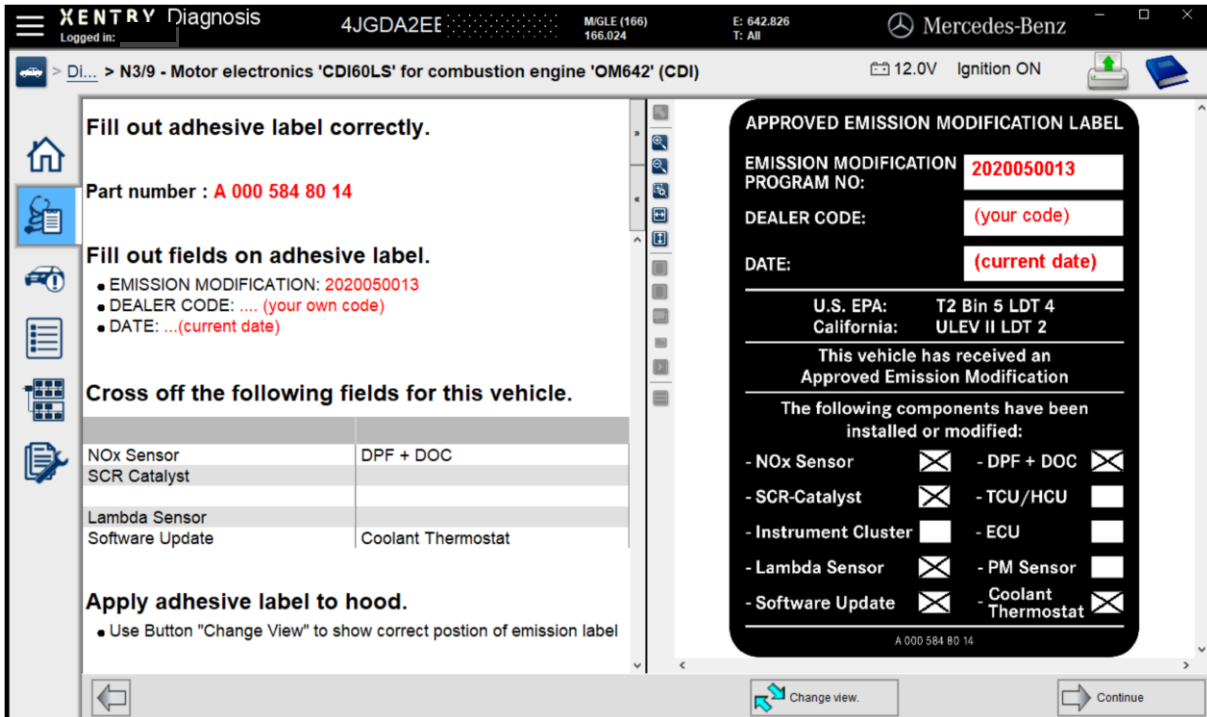 XENTRY Diagnosis
Logged in:
4JGDA2EE
M/GLE (166)
166.024
E: 642.826
T: All
Mercedes-Benz
> Di... > N3/9 - Motor electronics 'CDI60LS' for combustion engine 'OM642' (CDI)
12.0V Ignition ON
Fill out adhesive label correctly.
Part number : A 000 584 80 14
Fill out fields on adhesive label.
• EMISSION MODIFICATION: 2020050013
• DEALER CODE: .... (your own code)
• DATE: ...(current date)
Cross off the following fields for this vehicle.
NOx Sensor DPF + DOC
SCR Catalyst
Lambda Sensor
Software Update Coolant Thermostat
Apply adhesive label to hood.
• Use Button "Change View" to show correct postion of emission label
APPROVED EMISSION MODIFICATION LABEL
EMISSION MODIFICATION
PROGRAM NO:
2020050013
DEALER CODE: (your code)
DATE: (current date)
U.S. EPA: T2 Bin 5 LDT 4
California: ULEV II LDT 2
This vehicle has received an
Approved Emission Modification
The following components have been
installed or modified:
- NOx Sensor - DPF + DOC
- SCR-Catalyst - TCU/HCU
- Instrument Cluster - ECU
- Lambda Sensor - PM Sensor
- Software Update - Coolant
Thermostat
A 000 584 80 14
Change view.
Continue